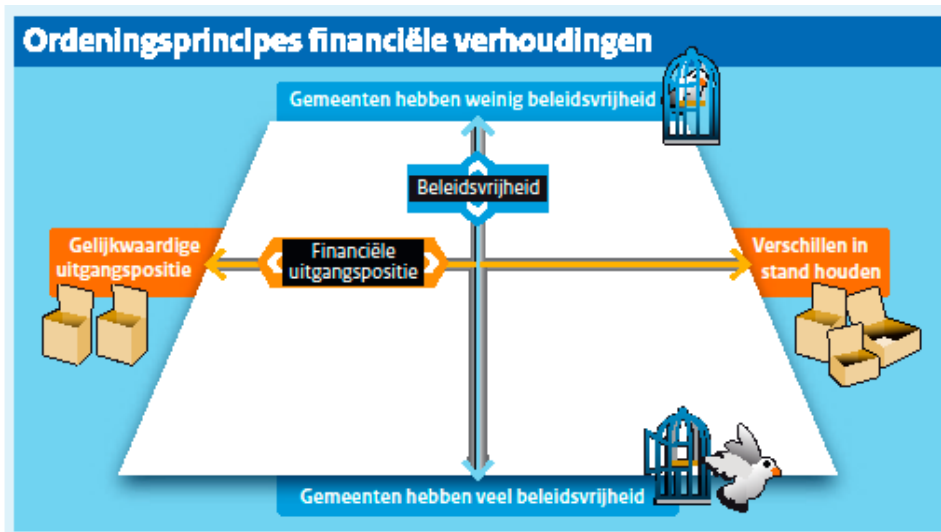 Ordeningsprincipes financiële verhoudingen
Gemeenten hebben weinig beleidsvrijheid
Beleidsvrijheid
Gelijkwaardige
uitgangspositie
Financiële
uitgangspositie
Verschillen in
stand houden
Gemeenten hebben veel beleidsvrijheid